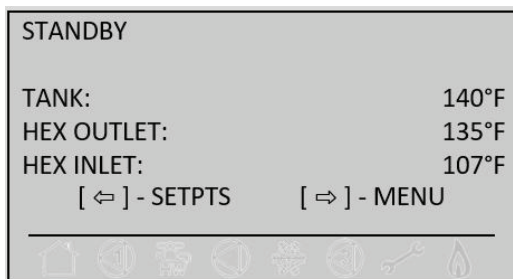 STANDBY
TANK: 140°F
HEX OUTLET: 135°F
HEX INLET: 107°F
[ ⇦ ] - SETPTS [ ⇨ ] - MENU